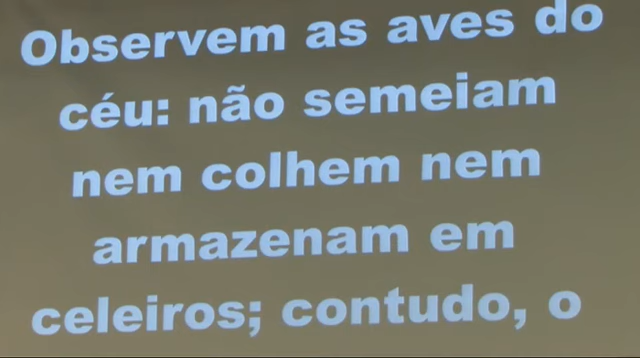 Observem as aves do
céu: não semeiam
nem colhem nem
armazenam em
celeiros; contudo, o